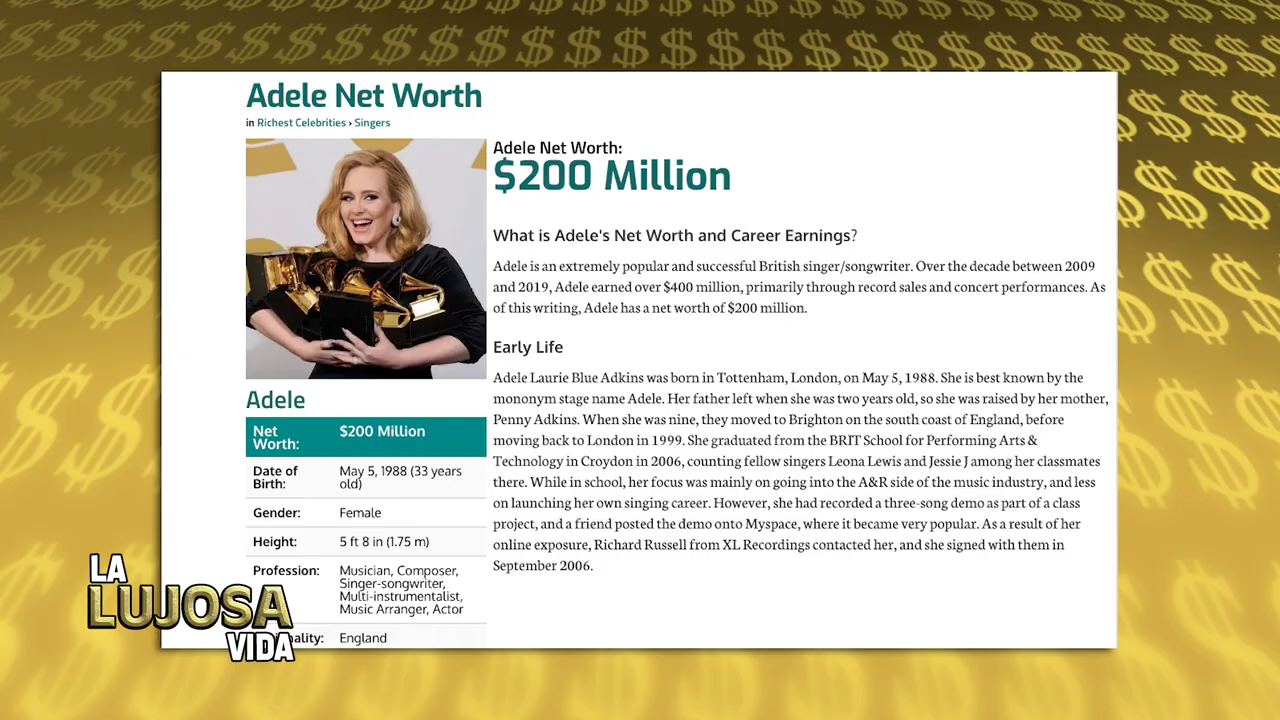 Adele Net Worth
in Richest Celebrities › Singers
Adele Net Worth:
$200 Million
What is Adele's Net Worth and Career Earnings?
Adele is an extremely popular and successful British singer/songwriter. Over the decade between 2009
and 2019, Adele earned over $400 million, primarily through record sales and concert performances. As
of this writing, Adele has a net worth of $200 million.
Early Life
Adele Laurie Blue Adkins was born in Tottenham, London, on May 5, 1988. She is best known by the
mononym stage name Adele. Her father left when she was two years old, so she was raised by her mother,
Penny Adkins. When she was nine, they moved to Brighton on the south coast of England, before
moving back to London in 1999. She graduated from the BRIT School for Performing Arts &
Technology in Croydon in 2006, counting fellow singers Leona Lewis and Jessie J among her classmates
there. While in school, her focus was mainly on going into the A&R side of the music industry, and less
on launching her own singing career. However, she had recorded a three-song demo as part of a class
project, and a friend posted the demo onto Myspace, where it became very popular. As a result of her
online exposure, Richard Russell from XL Recordings contacted her, and she signed with them in
September 2006.
Adele
Net Worth: $200 Million
Date of Birth: May 5, 1988 (33 years old)
Gender: Female
Height: 5 ft 8 in (1.75 m)
Profession: Musician, Composer,
Singer-songwriter,
Multi-instrumentalist,
Music Arranger, Actor
England
LA
LUJOSA
VIDA